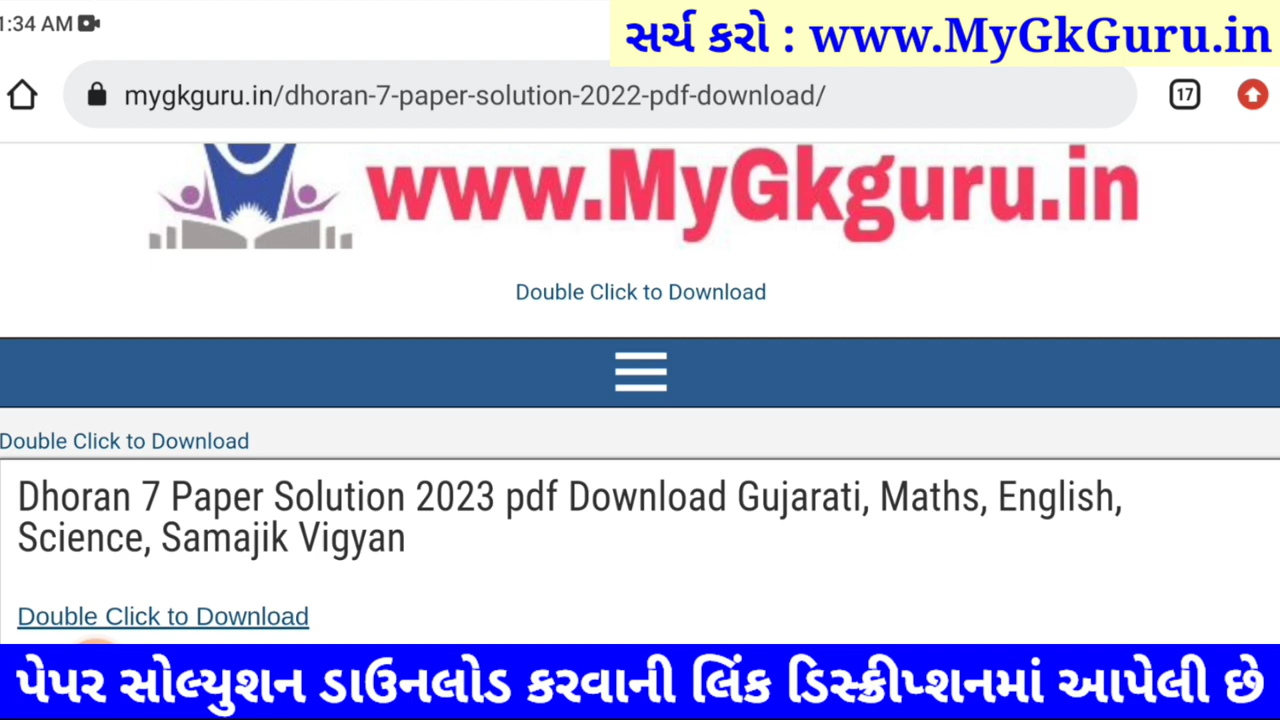 1:34 AM
સર્ચ કરો : www.MyGkGuru.in
mygkguru.in/dhoran-7-paper-solution-2022-pdf-download/
17
www.MyGkguru.in
Double Click to Download
Double Click to Download
Dhoran 7 Paper Solution 2023 pdf Download Gujarati, Maths, English,
Science, Samajik Vigyan
Double Click to Download
પેપર સોલ્યુશન ડાઉનલોડ કરવાની લિંક ડિસ્ક્રીપ્શનમાં આપેલી છે